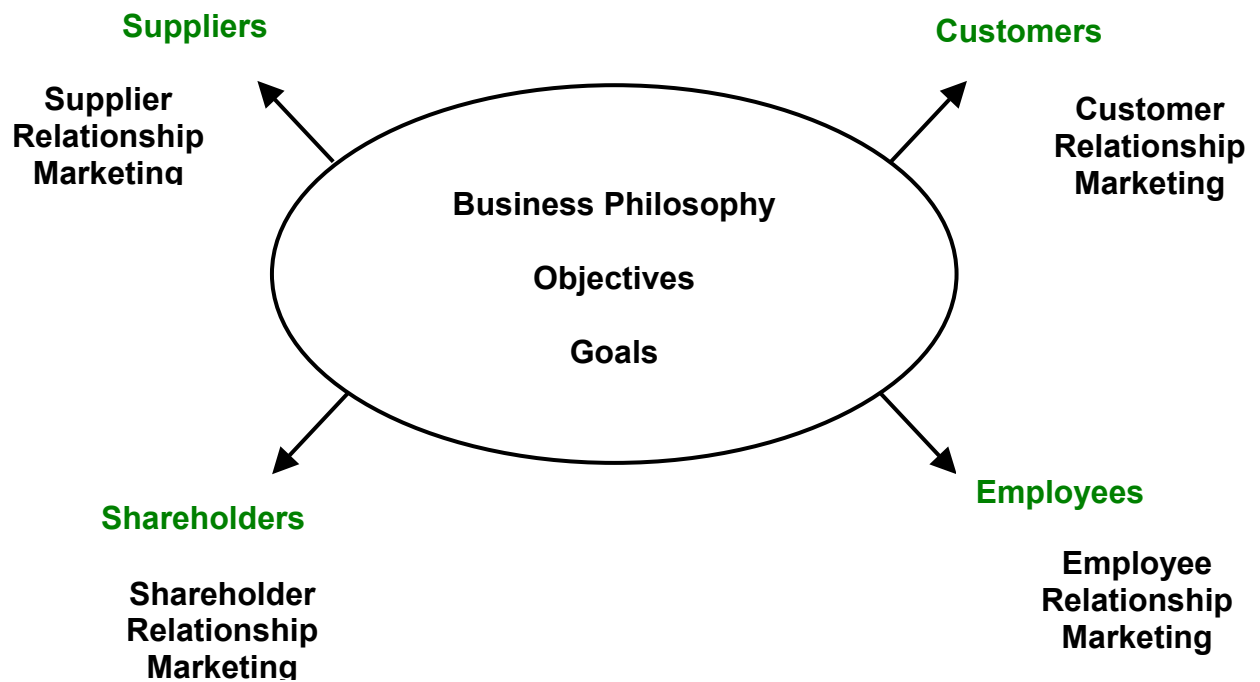 Suppliers
Supplier
Relationship
Marketing
Customers
Customer
Relationship
Marketing
Business Philosophy
Objectives
Goals
Shareholders
Shareholder
Relationship
Marketing
Employees
Employee
Relationship
Marketing